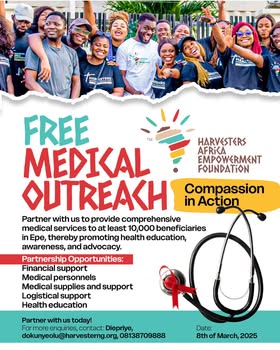 FREE
MEDICAL
OUTREACH
HARVESTERS
AFRICA
EMPOWERMENT
FOUNDATION
Compassion
in Action
Partner with us to provide comprehensive
medical services to at least 10,000 beneficiaries
in Epe, thereby promoting health education,
awareness, and advocacy.
Partnership Opportunities:
Financial support
Medical personnels
Medical supplies and support
Logistical support
Health education
Partner with us today!
For more enquires, contact: Diepriye,
dokunyeolu@harvesterng.org, 08138709888
Date:
8th of March, 2025